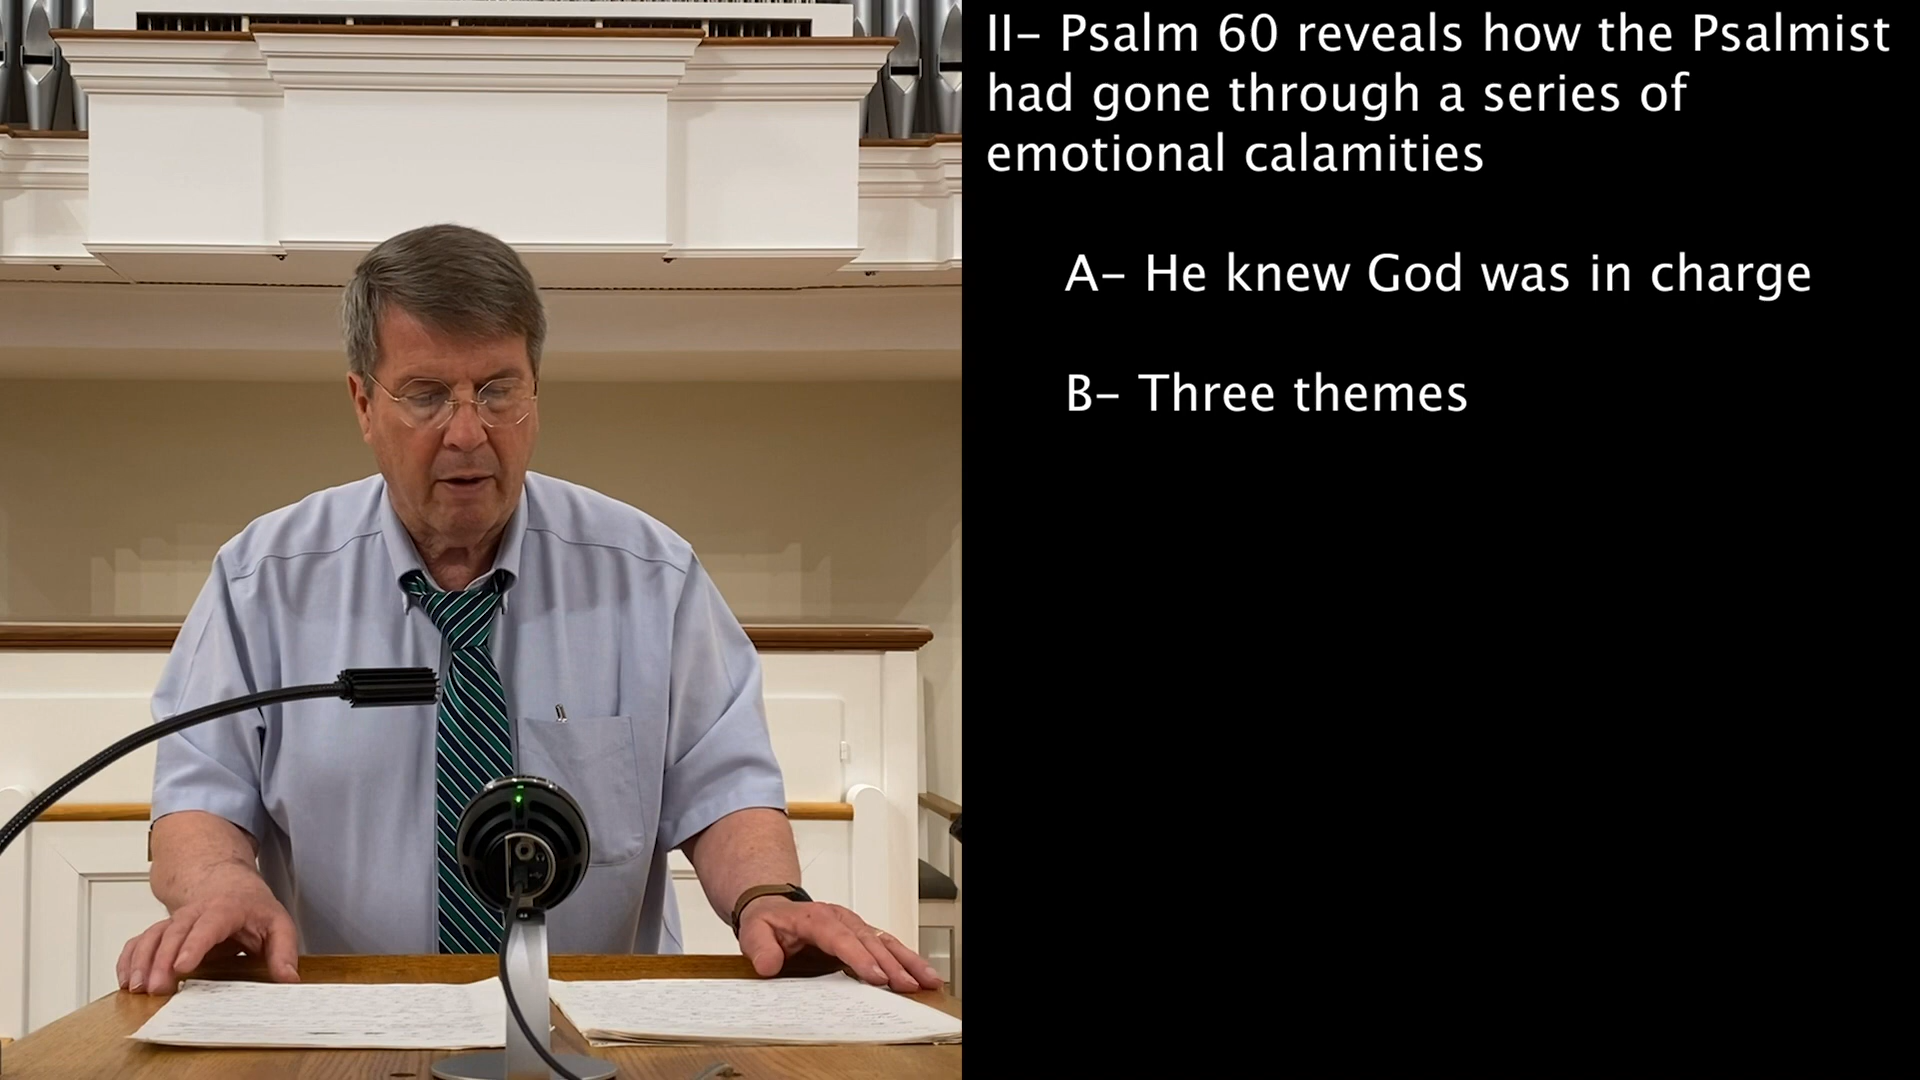 II– Psalm 60 reveals how the Psalmist
had gone through a series of
emotional calamities
A– He knew God was in charge
B– Three themes